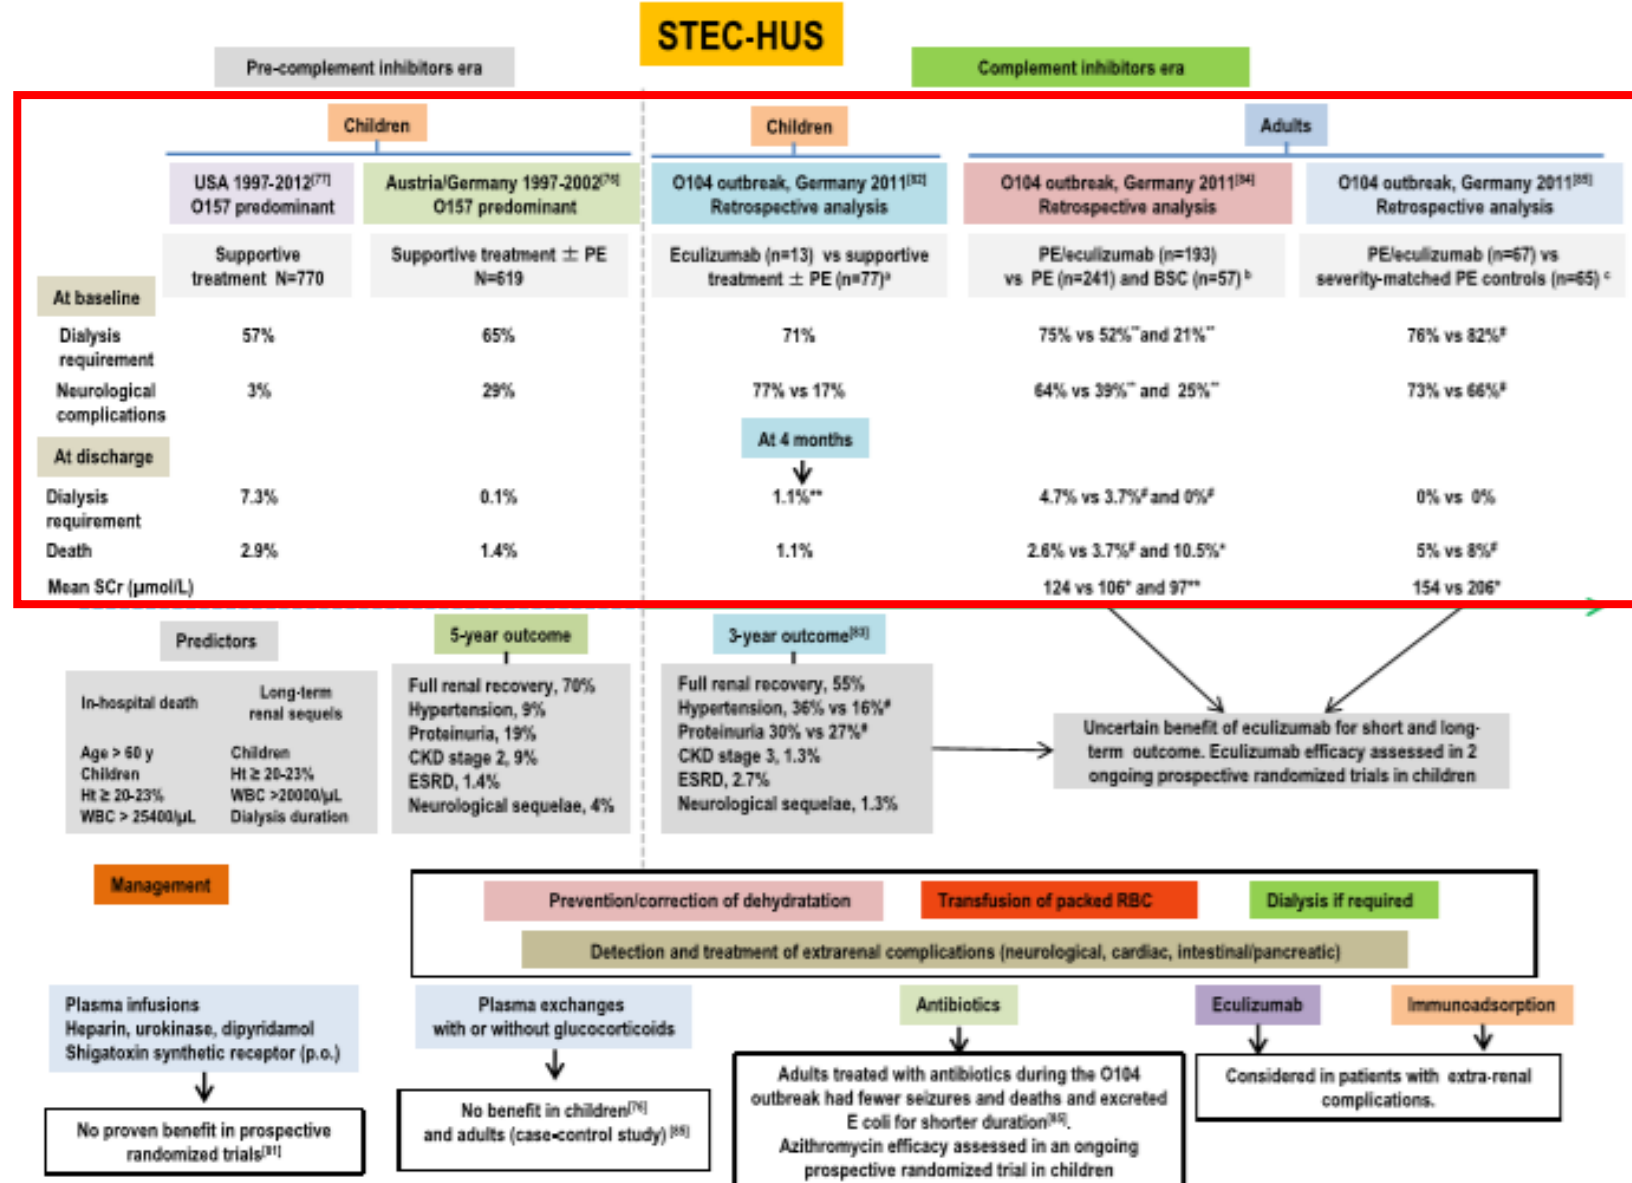 STEC-HUS
Pre-complement inhibitors era
Complement inhibitors era
Children
Children
Adults
USA 1997-2012[77]
O157 predominant
Austria/Germany 1997-2002[76]
O157 predominant
O104 outbreak, Germany 2011[82]
Retrospective analysis
O104 outbreak, Germany 2011[84]
Retrospective analysis
O104 outbreak, Germany 2011[85]
Retrospective analysis
Supportive
treatment N=770
Supportive treatment ± PE
N=619
Eculizumab (n=13) vs supportive
treatment ± PE (n=77)a
PE/eculizumab (n=193)
vs PE (n=241) and BSC (n=57) b
PE/eculizumab (n=67) vs
severity-matched PE controls (n=65) c
At baseline
Dialysis
requirement
57%
65%
71%
75% vs 52%**and 21%**
76% vs 82%#
Neurological
complications
3%
29%
77% vs 17%
64% vs 39%** and 25%**
73% vs 66%#
At 4 months
At discharge
Dialysis
requirement
7.3%
0.1%
1.1%**
4.7% vs 3.7%# and 0%#
0% vs 0%
Death
2.9%
1.4%
1.1%
2.6% vs 3.7%# and 10.5%*
5% vs 8%#
Mean SCr (µmol/L)
124 vs 106* and 97**
154 vs 206*
Predictors
In-hospital death
Long-term
renal sequels
Age > 60 y
Children
Ht ≥ 20-23%
WBC > 25400/µL
Children
Ht ≥ 20-23%
WBC >20000/µL
Dialysis duration
5-year outcome
Full renal recovery, 70%
Hypertension, 9%
Proteinuria, 19%
CKD stage 2, 9%
ESRD, 1.4%
Neurological sequelae, 4%
3-year outcome[83]
Full renal recovery, 55%
Hypertension, 36% vs 16%#
Proteinuria 30% vs 27%#
CKD stage 3, 1.3%
ESRD, 2.7%
Neurological sequelae, 1.3%
Uncertain benefit of eculizumab for short and long-
term outcome. Eculizumab efficacy assessed in 2
ongoing prospective randomized trials in children
Management
Prevention/correction of dehydratation
Transfusion of packed RBC
Dialysis if required
Detection and treatment of extrarenal complications (neurological, cardiac, intestinal/pancreatic)
Plasma infusions
Heparin, urokinase, dipyridamol
Shigatoxin synthetic receptor (p.o.)
No proven benefit in prospective
randomized trials[81]
Plasma exchanges
with or without glucocorticoids
No benefit in children[76]
and adults (case-control study) [85]
Antibiotics
Adults treated with antibiotics during the O104
outbreak had fewer seizures and deaths and excreted
E coli for shorter duration[85].
Azithromycin efficacy assessed in an ongoing
prospective randomized trial in children
Eculizumab
Immunoadsorption
Considered in patients with extra-renal
complications.